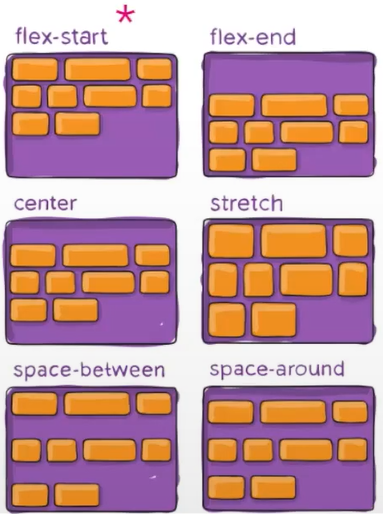 *
flex-start
flex-end
center
stretch
space-between
space-around